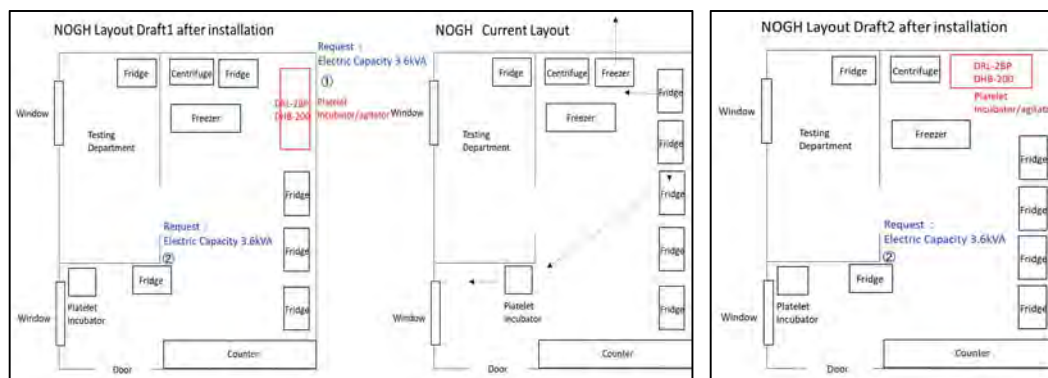 NOGH Layout Draft1 after installation
Request :
Electric Capacity 3.6kVA
①
Fridge
Centrifuge
Fridge
DRL-2BP
DHB-200
Platelet
Incubator/agitator
Window
Freezer
Testing
Department
Fridge
Request :
Electric Capacity 3.6kVA
②
Fridge
Fridge
Platelet
Incubator
Window
Fridge
Counter
Door
NOGH Current Layout
Fridge
Centrifuge
Freezer
Fridge
Window
Freezer
Testing
Department
Fridge
Fridge
Fridge
Platelet
Incubator
Window
Fridge
Counter
Door
NOGH Layout Draft2 after installation
Fridge
Centrifuge
DRL-2BP
DHB-200
Platelet
Incubator/agitato
Window
Freezer
Testing
Department
Fridge
Fridge
Request :
Electric Capacity 3.6kVA
②
Fridge
Fridge
Platelet
Incubator
Window
Fridge
Counter
Door